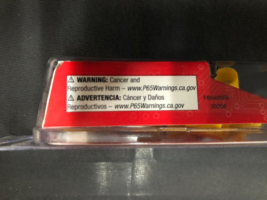 ⚠ WARNING: Cancer and
Reproductive Harm – www.P65Warnings.ca.gov
⚠ ADVERTENCIA: Cáncer y Daños
Reproductivos – www.P65Warnings.ca.gov